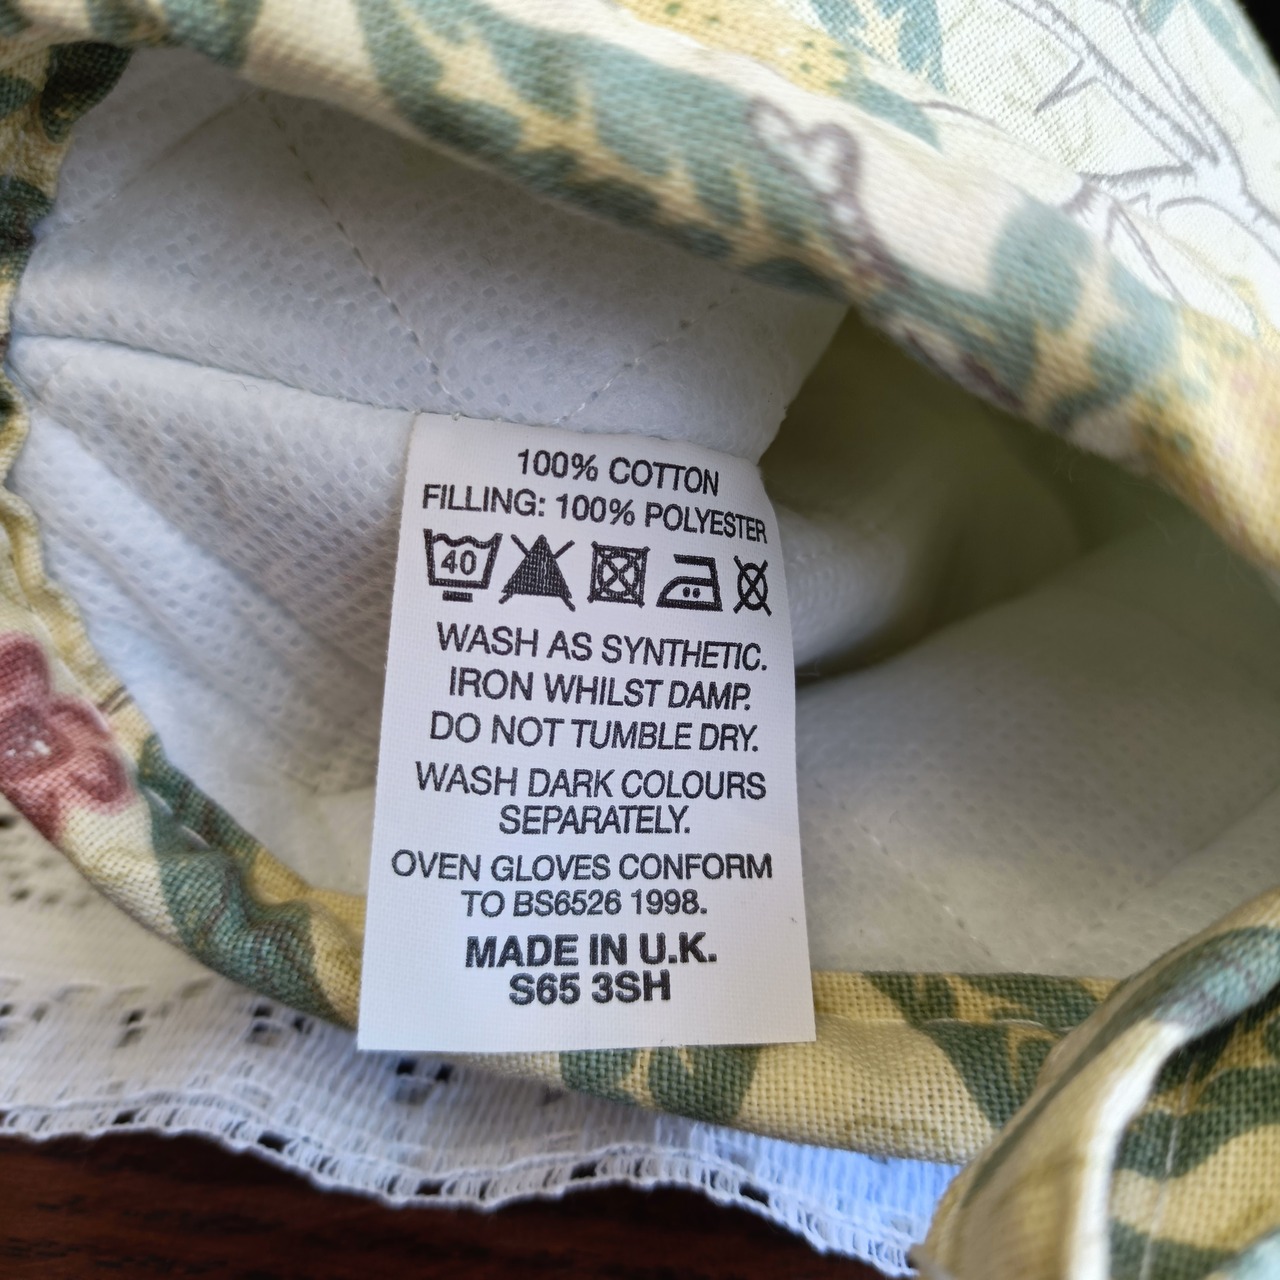 100% COTTON
FILLING: 100% POLYESTER
40
WASH AS SYNTHETIC.
IRON WHILST DAMP.
DO NOT TUMBLE DRY.
WASH DARK COLOURS
SEPARATELY.
OVEN GLOVES CONFORM
TO BS6526 1998.
MADE IN U.K.
S65 3SH